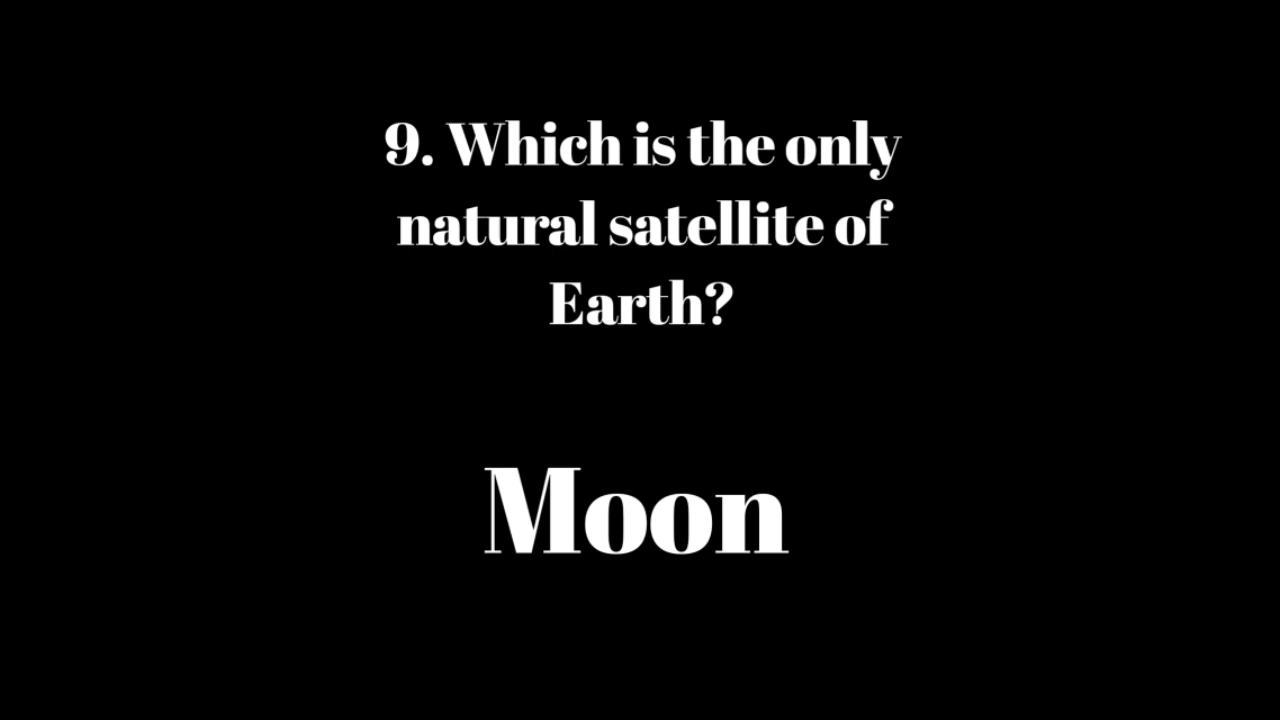 9. Which is the only
natural satellite of
Earth?
Moon